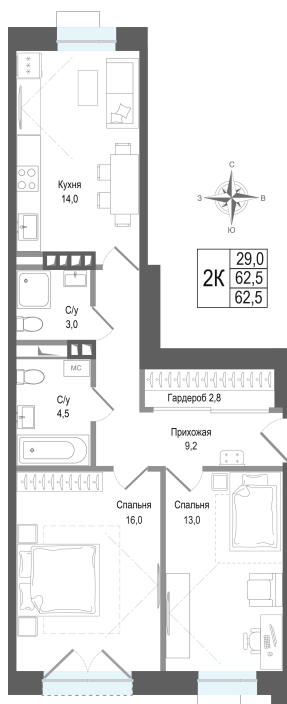 Кухня
14,0
С
З
В
Ю
2К
29,0
62,5
62,5
С/у
3,0
МС
С/у
4,5
Гардероб 2,8
Прихожая
9,2
Спальня
16,0
Спальня
13,0